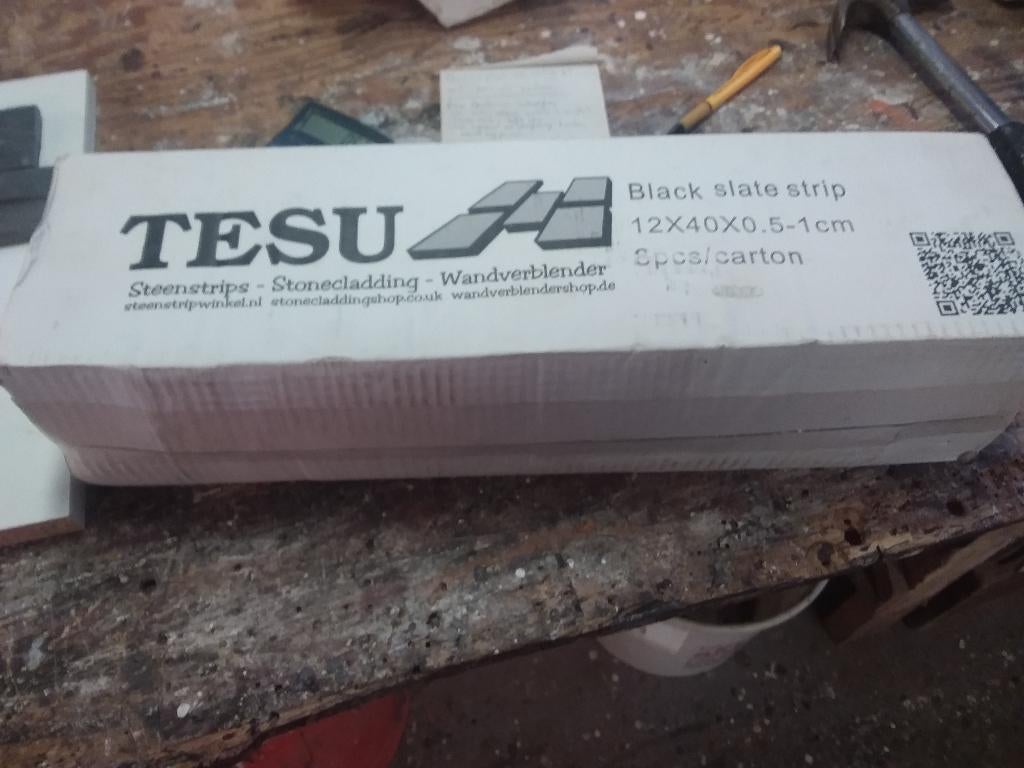 TESU
Steenstrips - Stonecladding - Wandverblender
steenstripwinkel.nl stonecladdingshop.co.uk wandverblendershop.de
Black slate strip
12X40X0.5-1cm
8pcs/carton